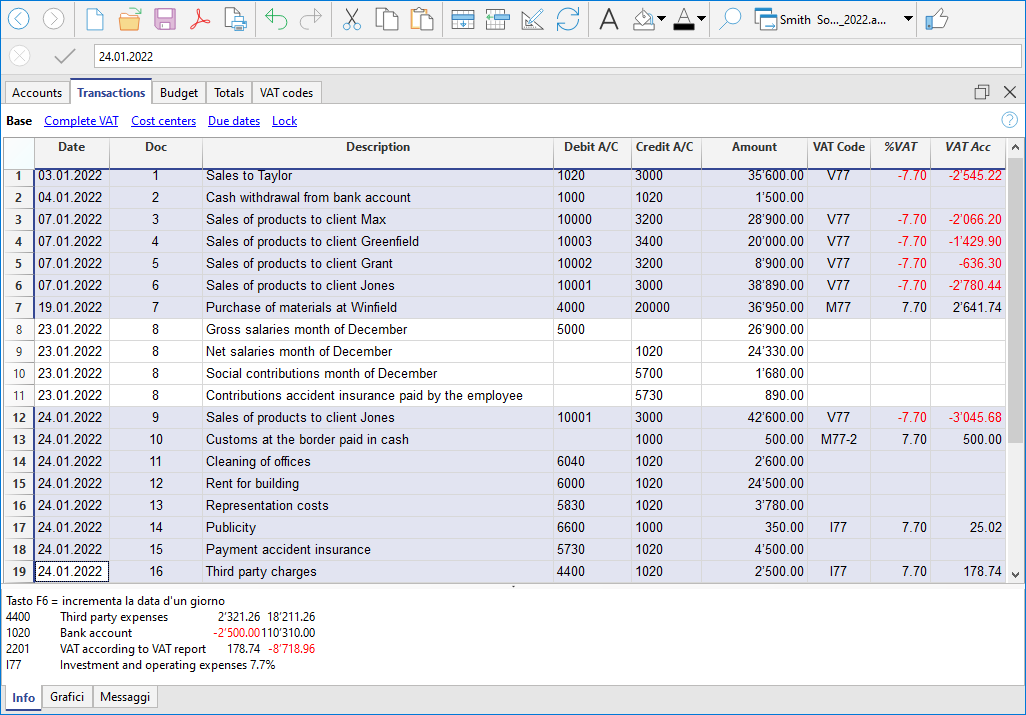 Smith So..._2022.a...
24.01.2022
Accounts Transactions Budget Totals VAT codes
Base Complete VAT Cost centers Due dates Lock
Date Doc Description Debit A/C Credit A/C Amount VAT Code %VAT VAT Acc
1 03.01.2022 1 Sales to Taylor 1020 3000 35'600.00 V77 -7.70 -2'545.22
2 04.01.2022 2 Cash withdrawal from bank account 1000 1020 1'500.00
3 07.01.2022 3 Sales of products to client Max 10000 3200 28'900.00 V77 -7.70 -2'066.20
4 07.01.2022 4 Sales of products to client Greenfield 10003 3400 20'000.00 V77 -7.70 -1'429.90
5 07.01.2022 5 Sales of products to client Grant 10002 3200 8'900.00 V77 -7.70 -636.30
6 07.01.2022 6 Sales of products to client Jones 10001 3000 38'890.00 V77 -7.70 -2'780.44
7 19.01.2022 7 Purchase of materials at Winfield 4000 20000 36'950.00 M77 7.70 2'641.74
8 23.01.2022 8 Gross salaries month of December 5000 26'900.00
9 23.01.2022 8 Net salaries month of December 1020 24'330.00
10 23.01.2022 8 Social contributions month of December 5700 1'680.00
11 23.01.2022 8 Contributions accident insurance paid by the employee 5730 890.00
12 24.01.2022 9 Sales of products to client Jones 10001 3000 42'600.00 V77 -7.70 -3'045.68
13 24.01.2022 10 Customs at the border paid in cash 1000 500.00 M77-2 7.70 500.00
14 24.01.2022 11 Cleaning of offices 6040 1020 2'600.00
15 24.01.2022 12 Rent for building 6000 1020 24'500.00
16 24.01.2022 13 Representation costs 5830 1020 3'780.00
17 24.01.2022 14 Publicity 6600 1000 350.00 I77 7.70 25.02
18 24.01.2022 15 Payment accident insurance 5730 1020 4'500.00
19 24.01.2022 16 Third party charges 4400 1020 2'500.00 I77 7.70 178.74
Tasto F6 = incrementa la data d'un giorno
4400 Third party expenses 2'321.26 18'211.26
1020 Bank account -2'500.00 110'310.00
2201 VAT according to VAT report 178.74 -8'718.96
I77 Investment and operating expenses 7.7%
Info Grafici Messaggi